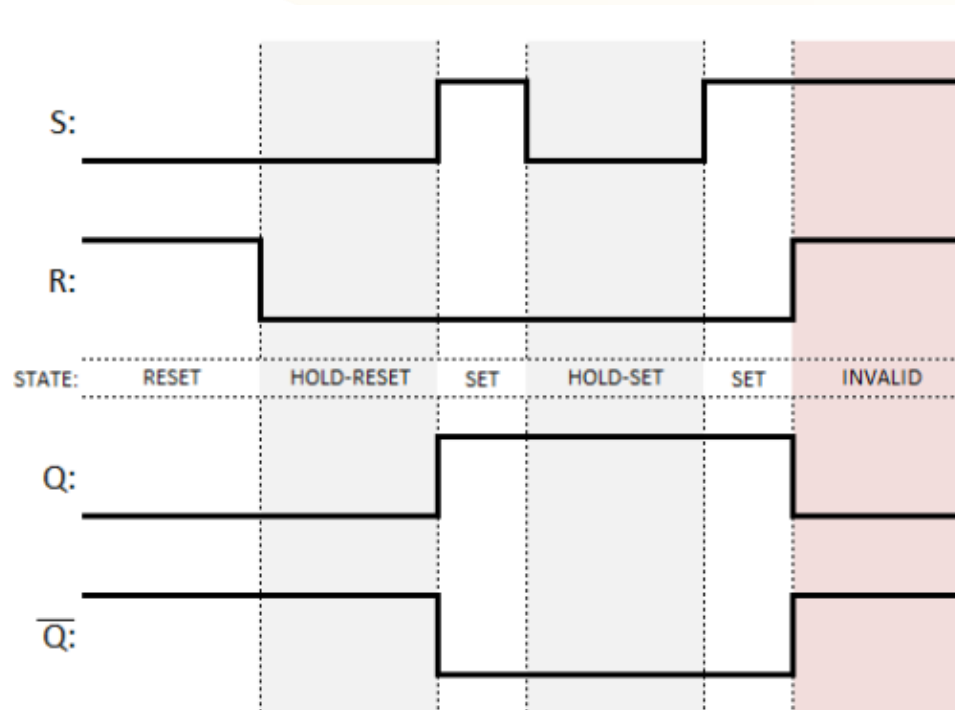 S:
R:
STATE: RESET HOLD-RESET SET HOLD-SET SET INVALID
Q:
Q̅: